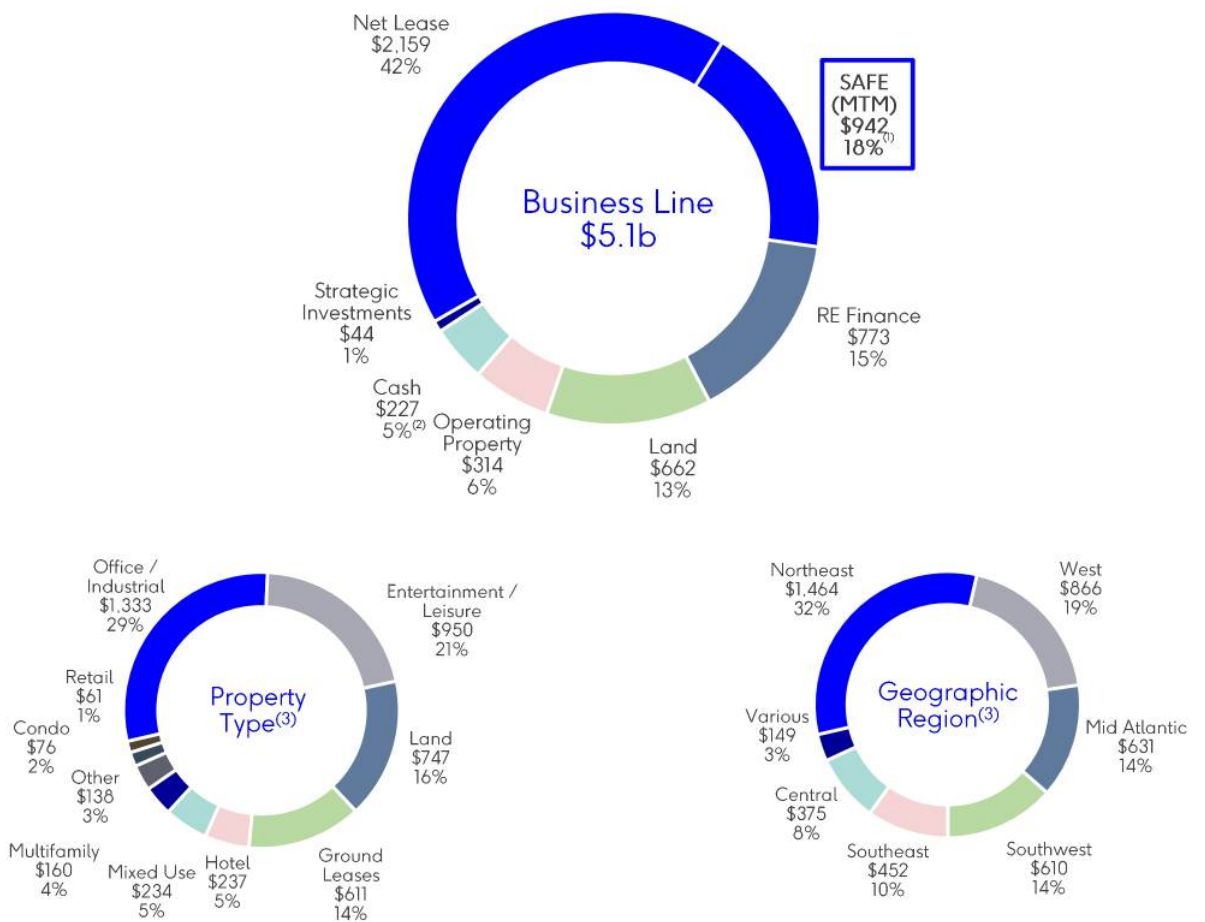 Net Lease
$2,159
42%
SAFE
(MTM)
$942
18%(1)
Business Line
$5.1b
Strategic
Investments
$44
1%
RE Finance
$773
15%
Cash
$227
5%(2)
Operating
Property
$314
6%
Land
$662
13%
Office /
Industrial
$1,333
29%
Entertainment /
Leisure
$950
21%
Retail
$61
1%
Property
Type(3)
Condo
$76
2%
Land
$747
16%
Other
$138
3%
Multifamily
$160
4%
Mixed Use
$234
5%
Hotel
$237
5%
Ground
Leases
$611
14%
Northeast
$1,464
32%
West
$866
19%
Geographic
Region(3)
Various
$149
3%
Mid Atlantic
$631
14%
Central
$375
8%
Southeast
$452
10%
Southwest
$610
14%